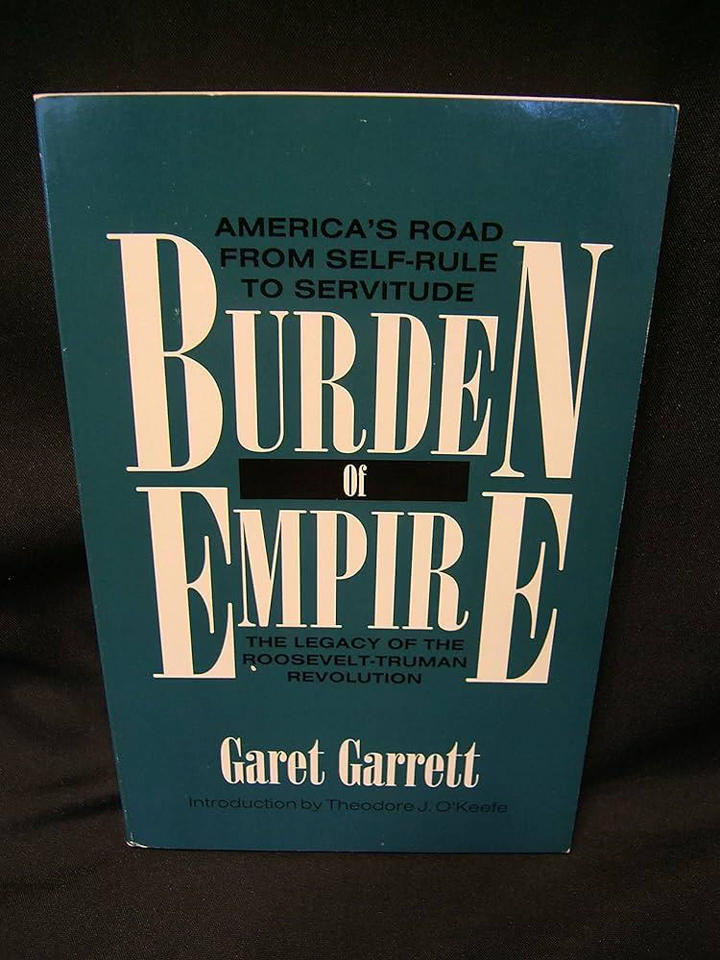 AMERICA'S ROAD
FROM SELF-RULE
TO SERVITUDE
BURDEN
Of
EMPIRE
THE LEGACY OF THE
ROOSEVELT-TRUMAN
REVOLUTION
Garet Garrett
Introduction by Theodore J. O'Keefe